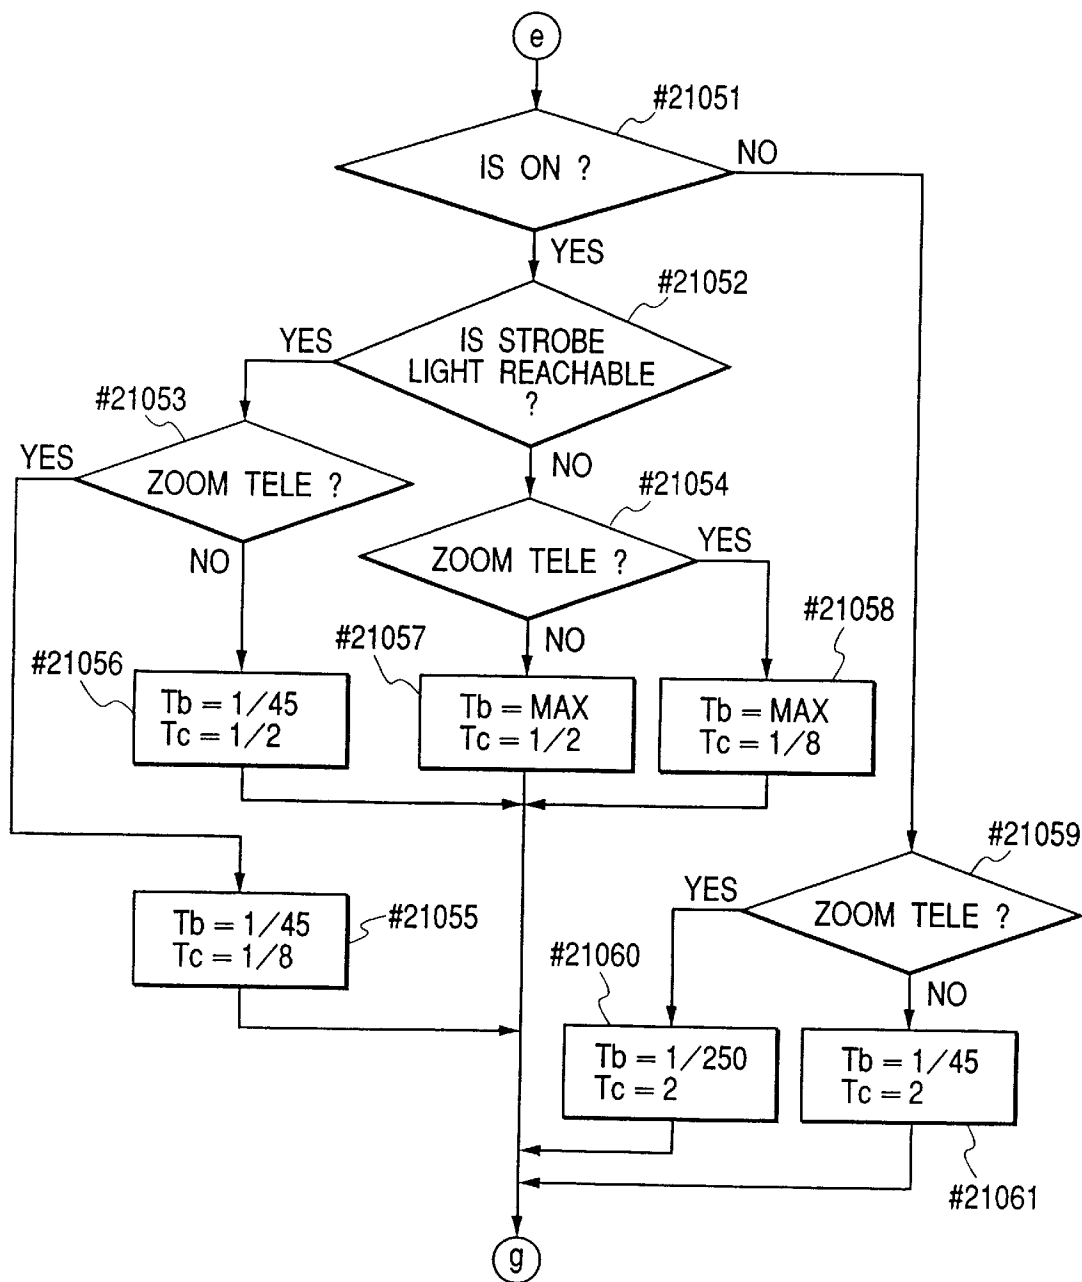 e
#21051
IS ON ?
NO
YES
#21052
IS STROBE
LIGHT REACHABLE
?
YES
NO
#21053
ZOOM TELE ?
YES
NO
#21054
ZOOM TELE ?
YES
NO
#21056
Tb = 1/45
Tc = 1/2
#21057
Tb = MAX
Tc = 1/2
#21058
Tb = MAX
Tc = 1/8
#21055
Tb = 1/45
Tc = 1/8
#21059
ZOOM TELE ?
YES
NO
#21060
Tb = 1/250
Tc = 2
Tb = 1/45
Tc = 2
#21061
g